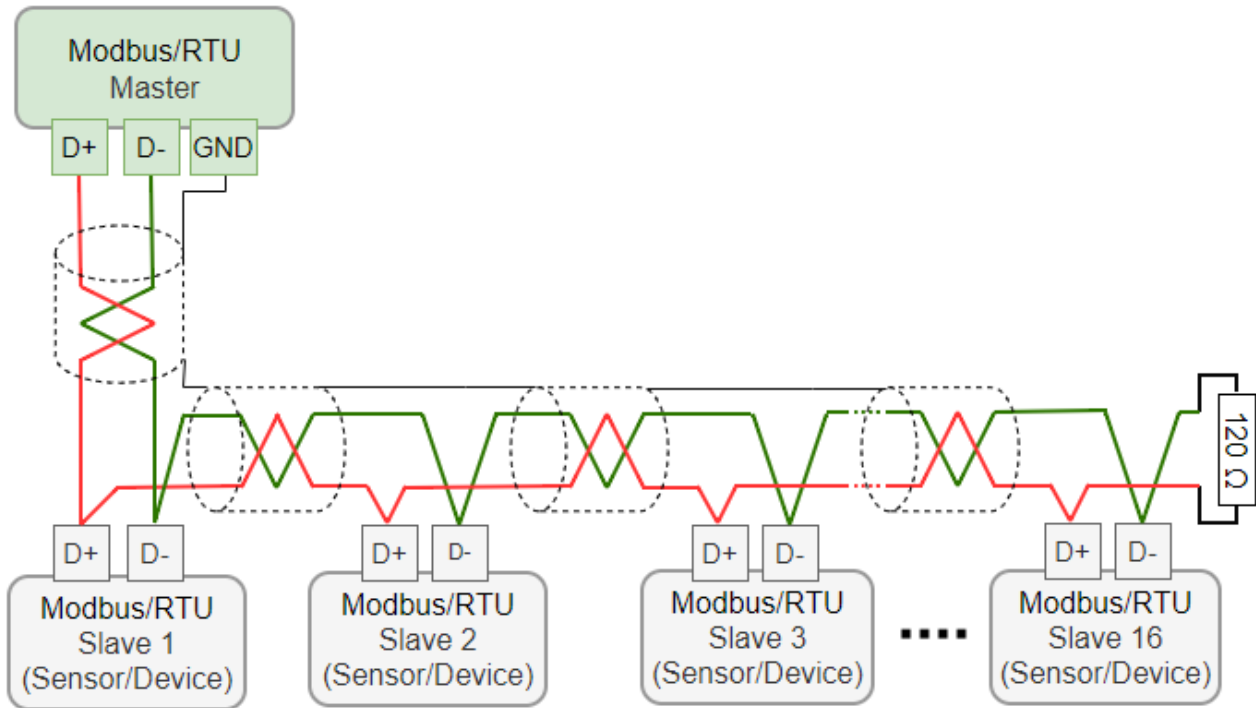 Modbus/RTU
Master
D+ D- GND
120 Ω
D+ D- D+ D- D+ D- D+ D-
Modbus/RTU
Slave 1
(Sensor/Device)
Modbus/RTU
Slave 2
(Sensor/Device)
Modbus/RTU
Slave 3
(Sensor/Device)
Modbus/RTU
Slave 16
(Sensor/Device)